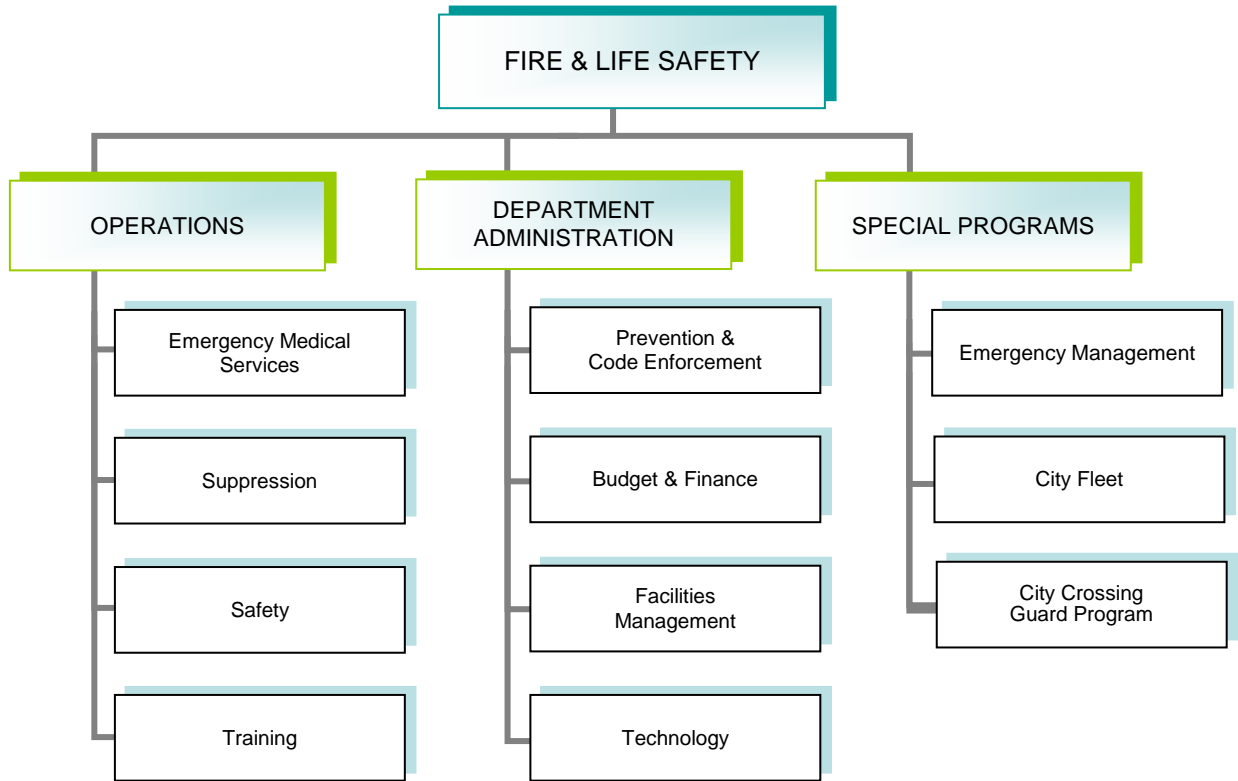 FIRE & LIFE SAFETY
OPERATIONS
DEPARTMENT
ADMINISTRATION
SPECIAL PROGRAMS
Emergency Medical
Services
Suppression
Safety
Training
Prevention &
Code Enforcement
Budget & Finance
Facilities
Management
Technology
Emergency Management
City Fleet
City Crossing
Guard Program